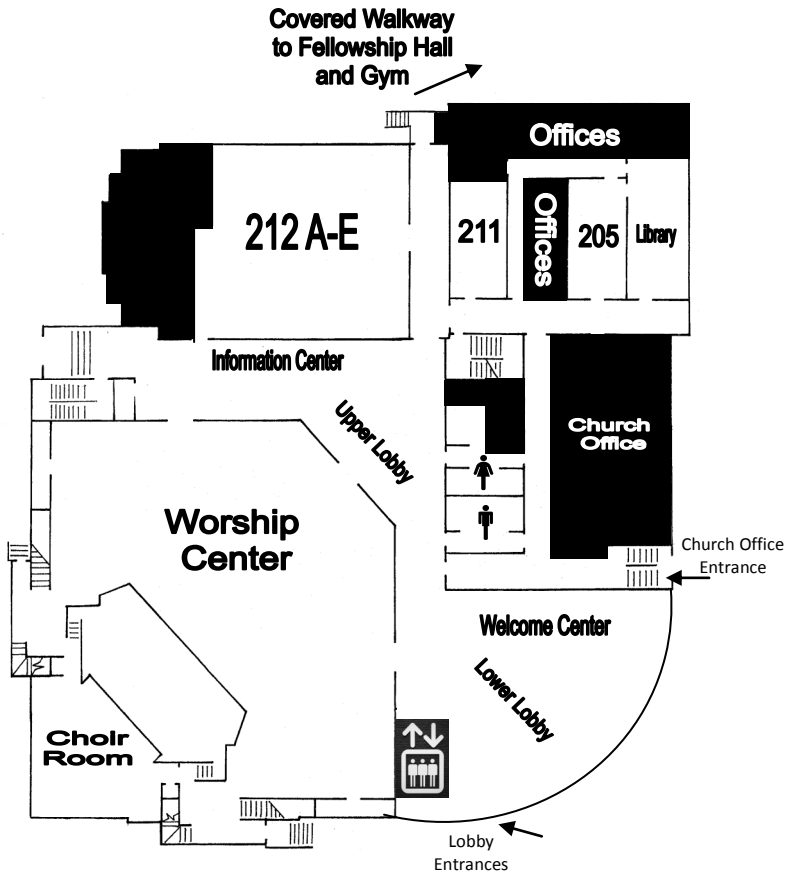 Covered Walkway
to Fellowship Hall
and Gym
Offices
212 A-E
211
Offices
205
Library
Information Center
Upper Lobby
Church
Office
Worship
Center
Church Office
Entrance
Welcome Center
Lower Lobby
Choir
Room
Lobby
Entrances